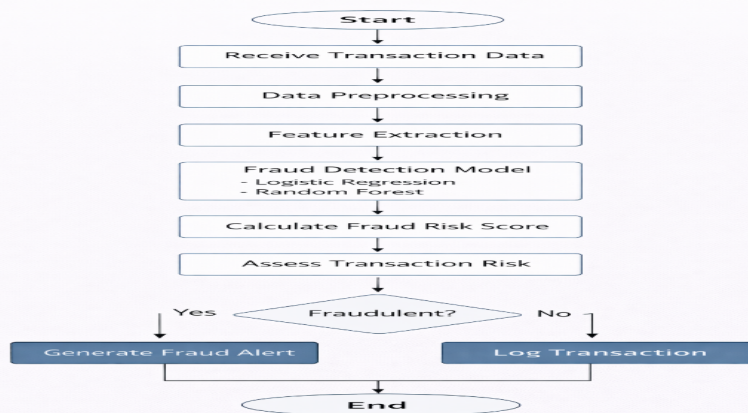 Start
Receive Transaction Data
Data Preprocessing
Feature Extraction
Fraud Detection Model
- Logistic Regression
- Random Forest
Calculate Fraud Risk Score
Assess Transaction Risk
Yes
Fraudulent?
No
Generate Fraud Alert
Log Transaction
End